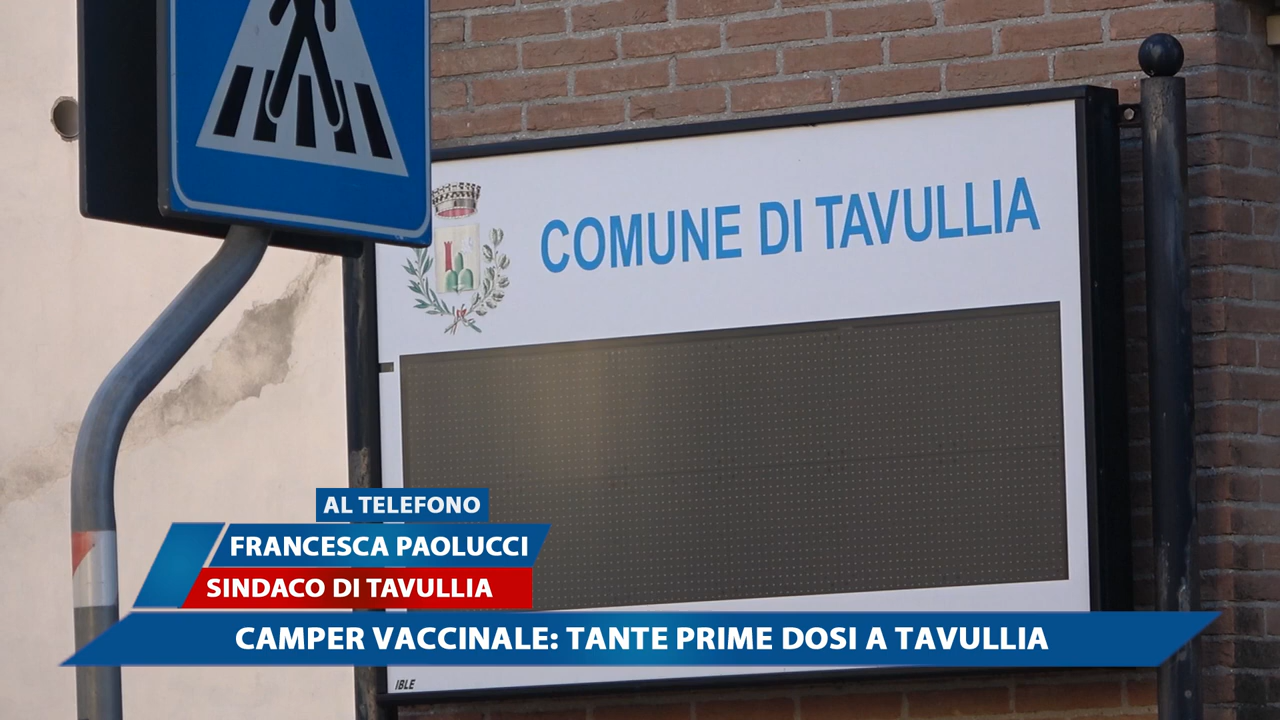 COMUNE DI TAVULLIA
AL TELEFONO
FRANCESCA PAOLUCCI
SINDACO DI TAVULLIA
CAMPER VACCINALE: TANTE PRIME DOSI A TAVULLIA
IBLE